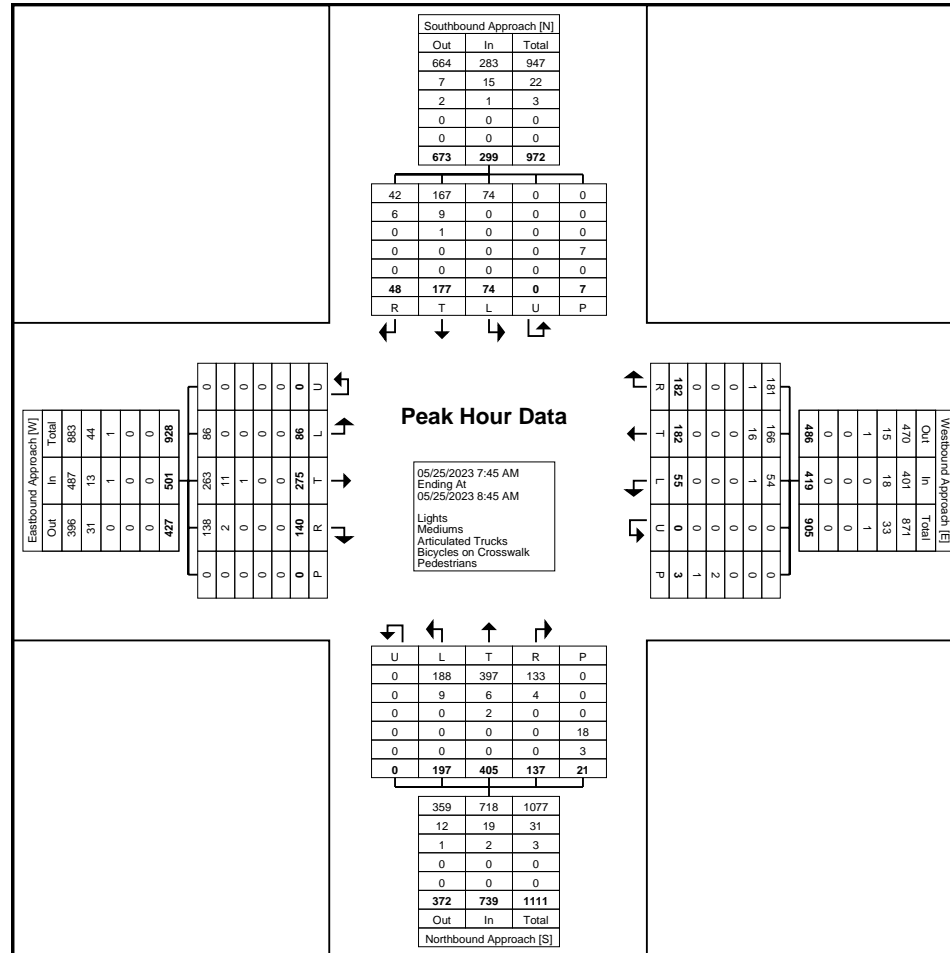 Southbound Approach [N]
Out In Total
664 283 947
7 15 22
2 1 3
0 0 0
0 0 0
673 299 972
42 167 74 0 0
6 9 0 0 0
0 1 0 0 0
0 0 0 0 7
0 0 0 0 0
48 177 74 0 7
R T L U P
Eastbound Approach [W]
Total 883 44 1 0 0 928
In 487 13 1 0 0 501
Out 396 31 0 0 0 427
0 0 0 0 0 0 U
86 0 0 0 0 86 L
263 11 1 0 0 275 T
138 2 0 0 0 140 R
0 0 0 0 0 0 P
Peak Hour Data
05/25/2023 7:45 AM
Ending At
05/25/2023 8:45 AM
Lights
Mediums
Articulated Trucks
Bicycles on Crosswalk
Pedestrians
R 182 0 0 0 1 181
T 182 0 0 0 16 166
L 55 0 0 1 0 54
U 0 0 0 0 0 0
P 3 1 2 0 0 0
Westbound Approach [E]
Out 470 15 1 0 0 486
In 401 18 0 0 0 419
Total 871 33 1 0 0 905
U L T R P
0 188 397 133 0
0 9 6 4 0
0 0 2 0 0
0 0 0 0 18
0 0 0 0 3
0 197 405 137 21
359 718 1077
12 19 31
1 2 3
0 0 0
0 0 0
372 739 1111
Out In Total
Northbound Approach [S]